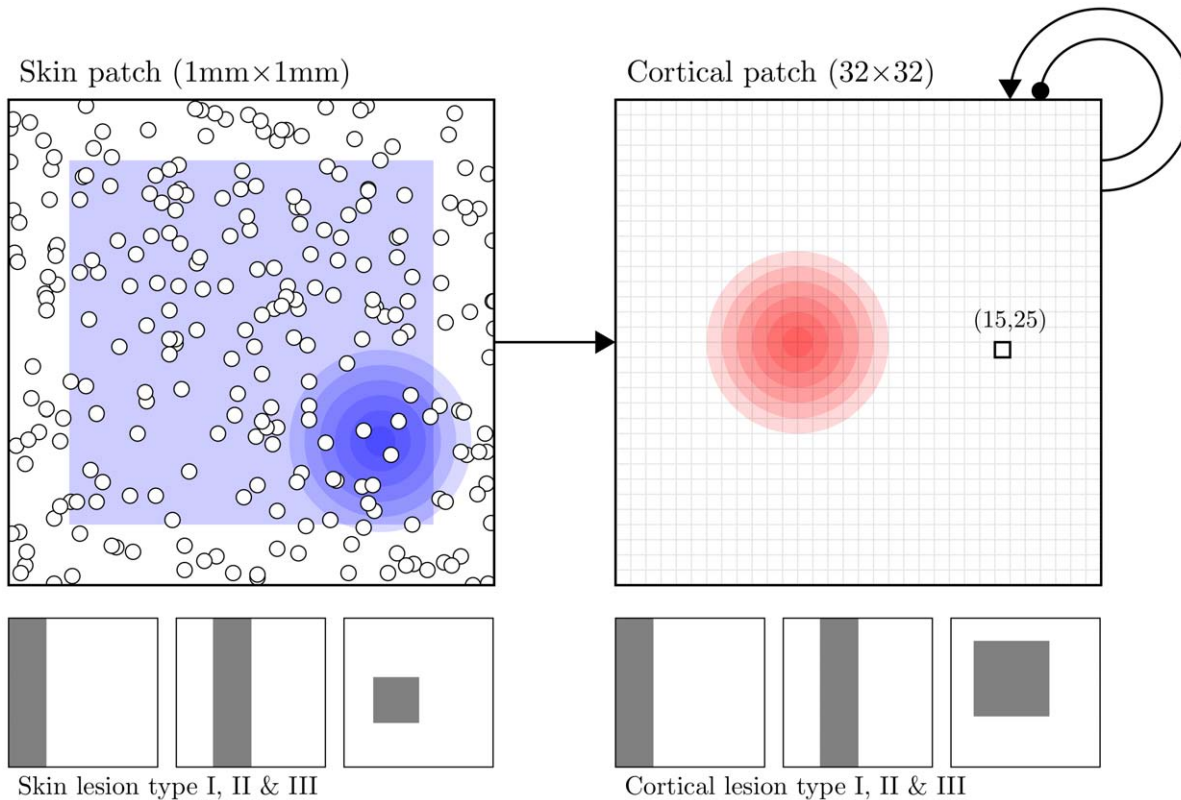 Skin patch (1mm×1mm)
Cortical patch (32×32)
(15,25)
Skin lesion type I, II & III
Cortical lesion type I, II & III